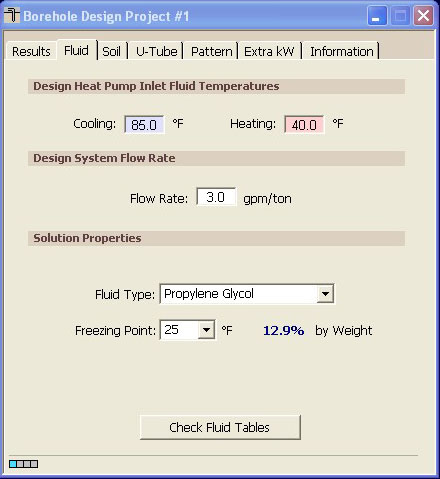 Borehole Design Project #1
Results Fluid Soil U-Tube Pattern Extra kW Information
Design Heat Pump Inlet Fluid Temperatures
Cooling: 85.0 °F Heating: 40.0 °F
Design System Flow Rate
Flow Rate: 3.0 gpm/ton
Solution Properties
Fluid Type: Propylene Glycol
Freezing Point: 25 °F 12.9% by Weight
Check Fluid Tables